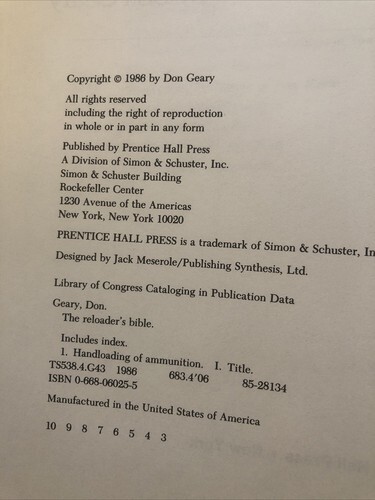 Copyright © 1986 by Don Geary
All rights reserved
including the right of reproduction
in whole or in part in any form
Published by Prentice Hall Press
A Division of Simon & Schuster, Inc.
Simon & Schuster Building
Rockefeller Center
1230 Avenue of the Americas
New York, New York 10020
PRENTICE HALL PRESS is a trademark of Simon & Schuster, In
Designed by Jack Meserole/Publishing Synthesis, Ltd.
Library of Congress Cataloging in Publication Data
Geary, Don.
The reloader's bible.
Includes index.
1. Handloading of ammunition. I. Title.
TS538.4.G43 1986 683.4'06 85-28134
ISBN 0-668-06025-5
Manufactured in the United States of America
10 9 8 7 6 5 4 3